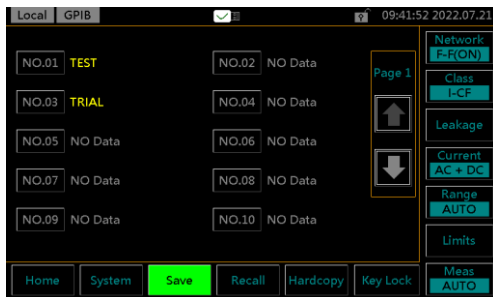 Local GPIB 09:41:52 2022.07.21
NO.01 TEST NO.02 NO Data
NO.03 TRIAL NO.04 NO Data
NO.05 NO Data NO.06 NO Data
NO.07 NO Data NO.08 NO Data
NO.09 NO Data NO.10 NO Data
Page 1
Network
F-F(ON)
Class
I-CF
Leakage
Current
AC + DC
Range
AUTO
Limits
Meas
AUTO
Home System Save Recall Hardcopy Key Lock